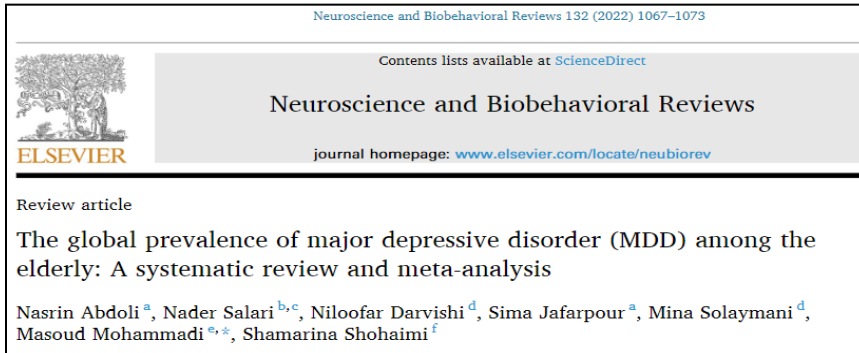 Neuroscience and Biobehavioral Reviews 132 (2022) 1067–1073
Contents lists available at ScienceDirect
Neuroscience and Biobehavioral Reviews
journal homepage: www.elsevier.com/locate/neubiorev
ELSEVIER
Review article
The global prevalence of major depressive disorder (MDD) among the
elderly: A systematic review and meta-analysis
Nasrin Abdoli a, Nader Salari b,c, Niloofar Darvishi d, Sima Jafarpour a, Mina Solaymani d,
Masoud Mohammadi e,*, Shamarina Shohaimi f